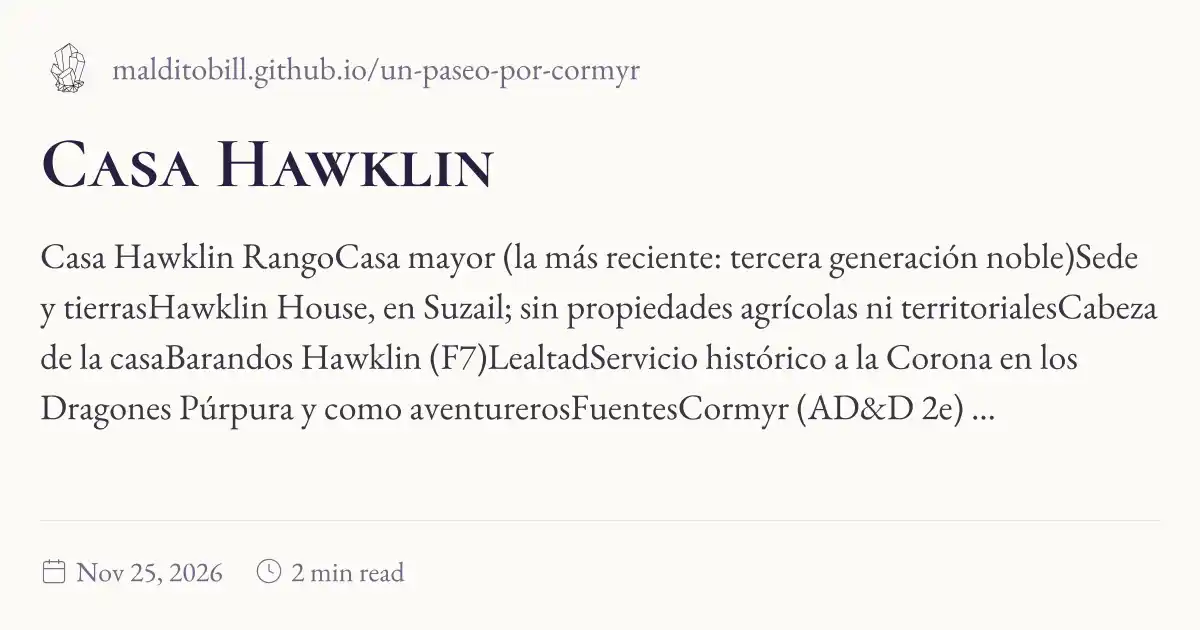 malditobill.github.io/un-paseo-por-cormyr
Casa Hawklin
Casa Hawklin RangoCasa mayor (la más reciente: tercera generación noble)Sede
y tierrasHawklin House, en Suzail; sin propiedades agrícolas ni territorialesCabeza
de la casaBarandos Hawklin (F7)LealtadServicio histórico a la Corona en los
Dragones Púrpura y como aventurerosFuentesCormyr (AD&D 2e) ...
Nov 25, 2026
2 min read